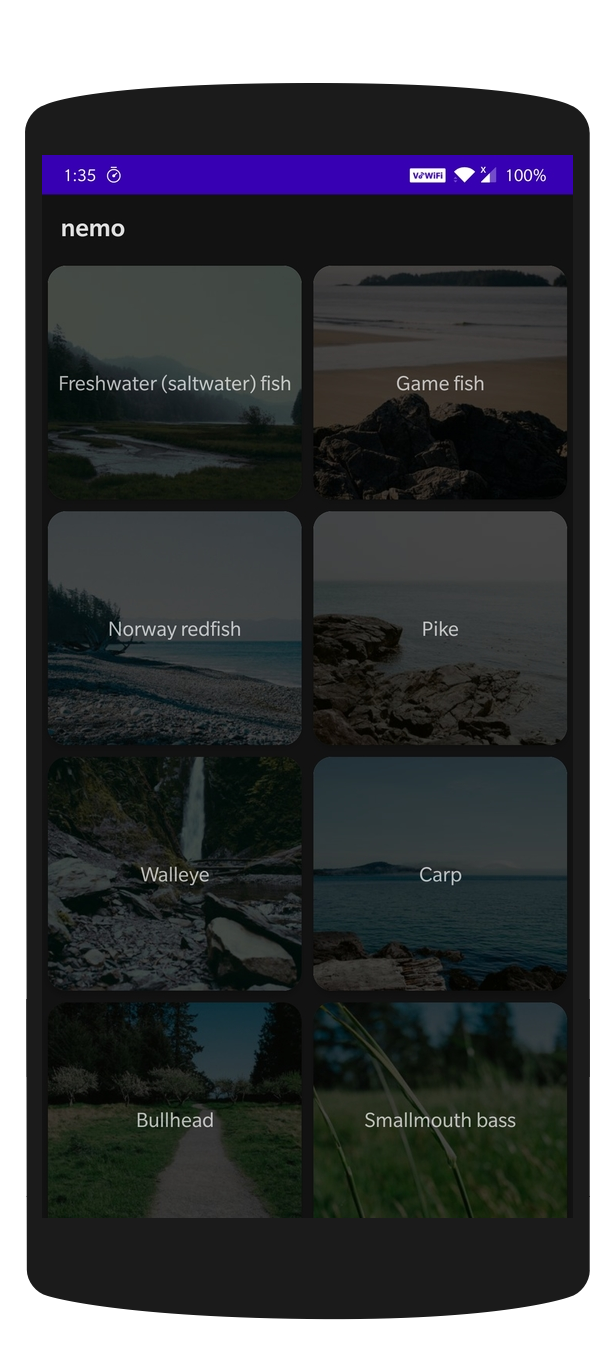 1:35 VoWiFi x 100%
nemo
Freshwater (saltwater) fish
Game fish
Norway redfish
Pike
Walleye
Carp
Bullhead
Smallmouth bass